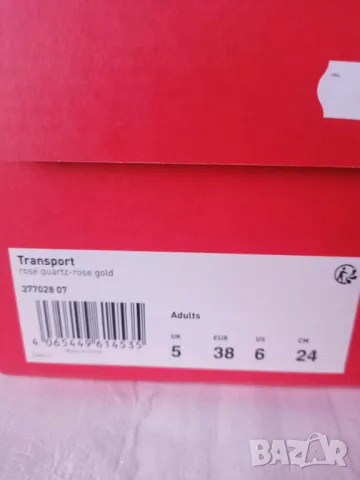 Transport
rose quartz-rose gold
377028 07
4 065449 614535
Adults
UK EUR US CM
5 38 6 24
BAZAR
bg